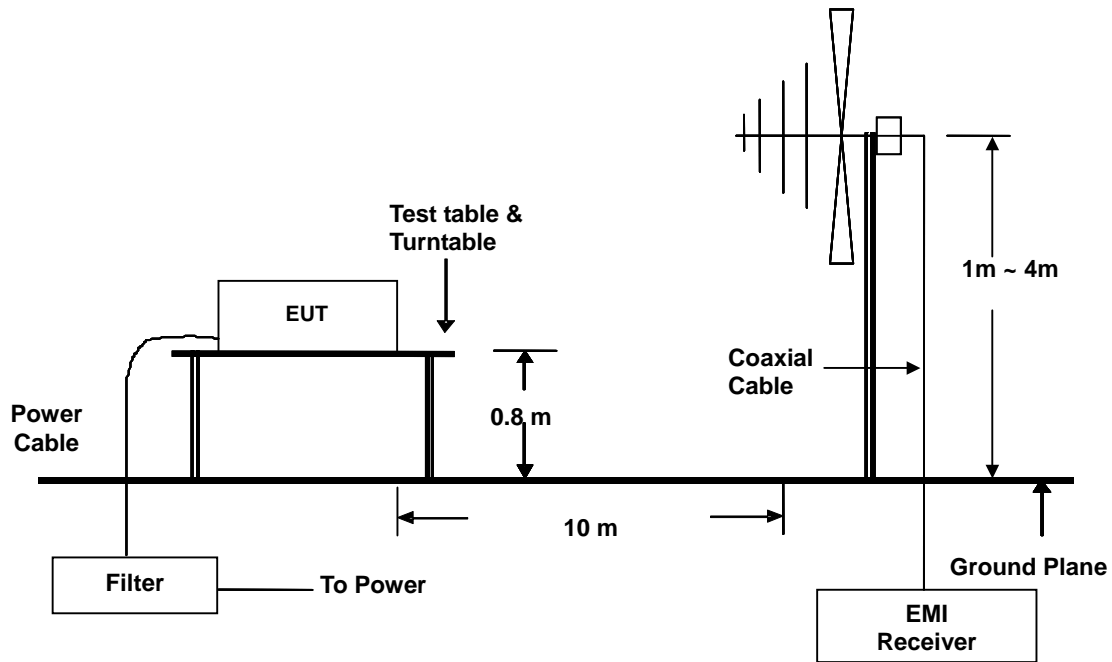 Test table &
Turntable
1m ~ 4m
EUT
Coaxial
Cable
0.8 m
Power
Cable
10 m
Ground Plane
Filter
To Power
EMI
Receiver